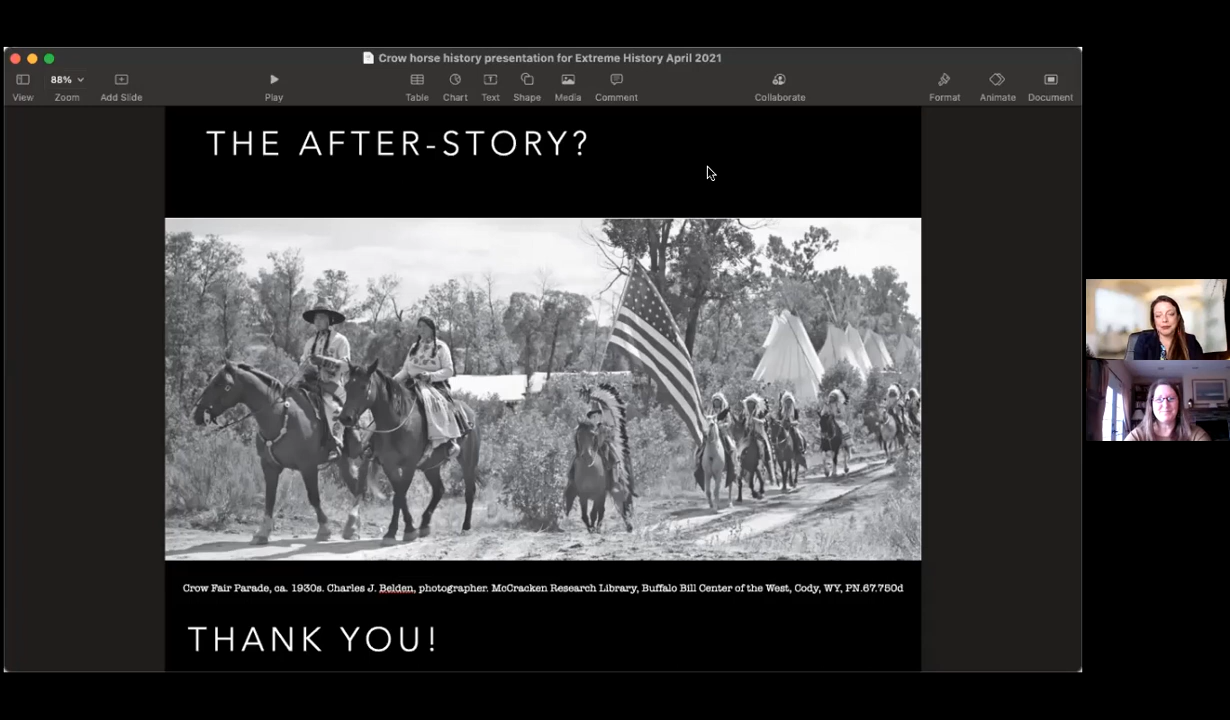 Crow horse history presentation for Extreme History April 2021
88%
View Zoom Add Slide Play Table Chart Text Shape Media Comment Collaborate Format Animate Document
THE AFTER-STORY?
Crow Fair Parade, ca. 1930s. Charles J. Belden, photographer. McCracken Research Library, Buffalo Bill Center of the West, Cody, WY, PN.67.750d
THANK YOU!